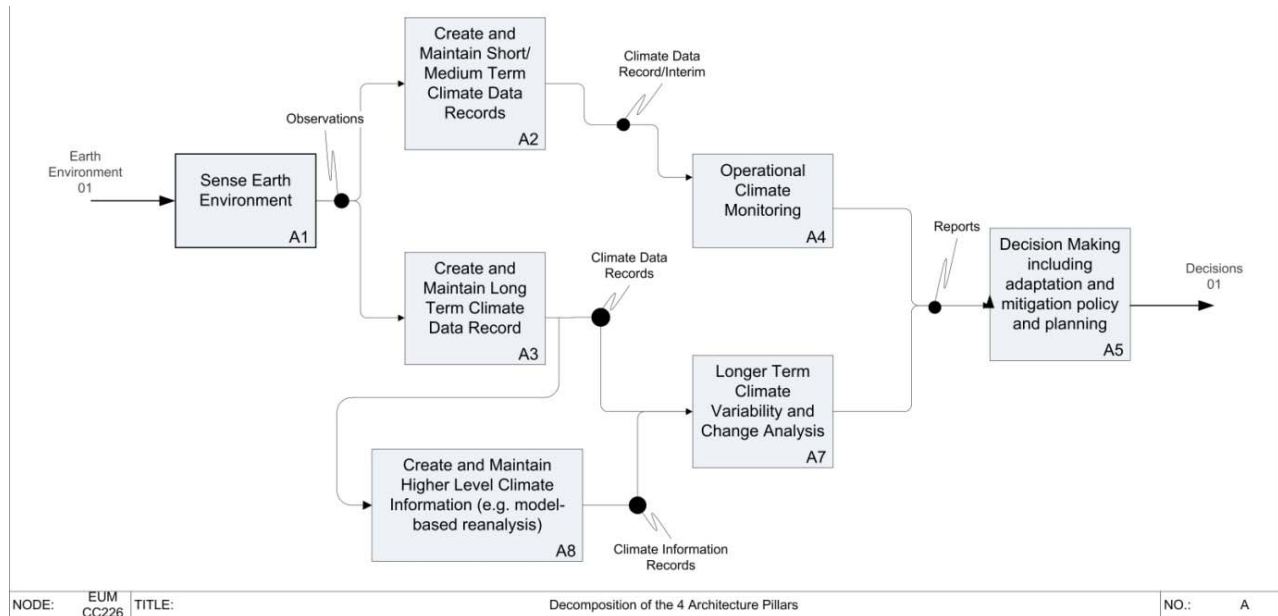 Create and
Maintain Short/
Medium Term
Climate Data
Records
A2
Climate Data
Record/Interim
Observations
Earth
Environment
01
Sense Earth
Environment
A1
Operational
Climate
Monitoring
A4
Create and
Maintain Long
Term Climate
Data Record
A3
Climate Data
Records
Reports
Decision Making
including
adaptation and
mitigation policy
and planning
A5
Decisions
01
Longer Term
Climate
Variability and
Change Analysis
A7
Create and Maintain
Higher Level Climate
Information (e.g. model-
based reanalysis)
A8
Climate Information
Records
NODE:
EUM
CC226
TITLE:
Decomposition of the 4 Architecture Pillars
NO.:
A